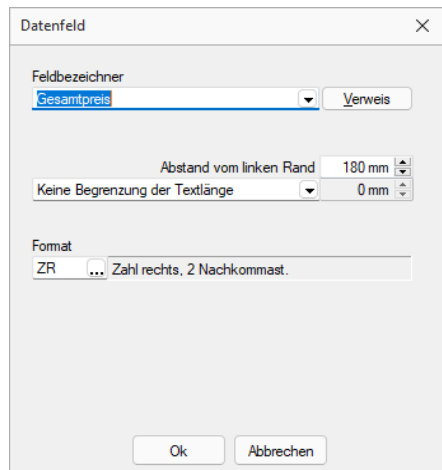 Datenfeld
Feldbezeichner
Gesamtpreis
Verweis
Abstand vom linken Rand 180 mm
Keine Begrenzung der Textlänge 0 mm
Format
ZR ... Zahl rechts, 2 Nachkommast.
Ok Abbrechen